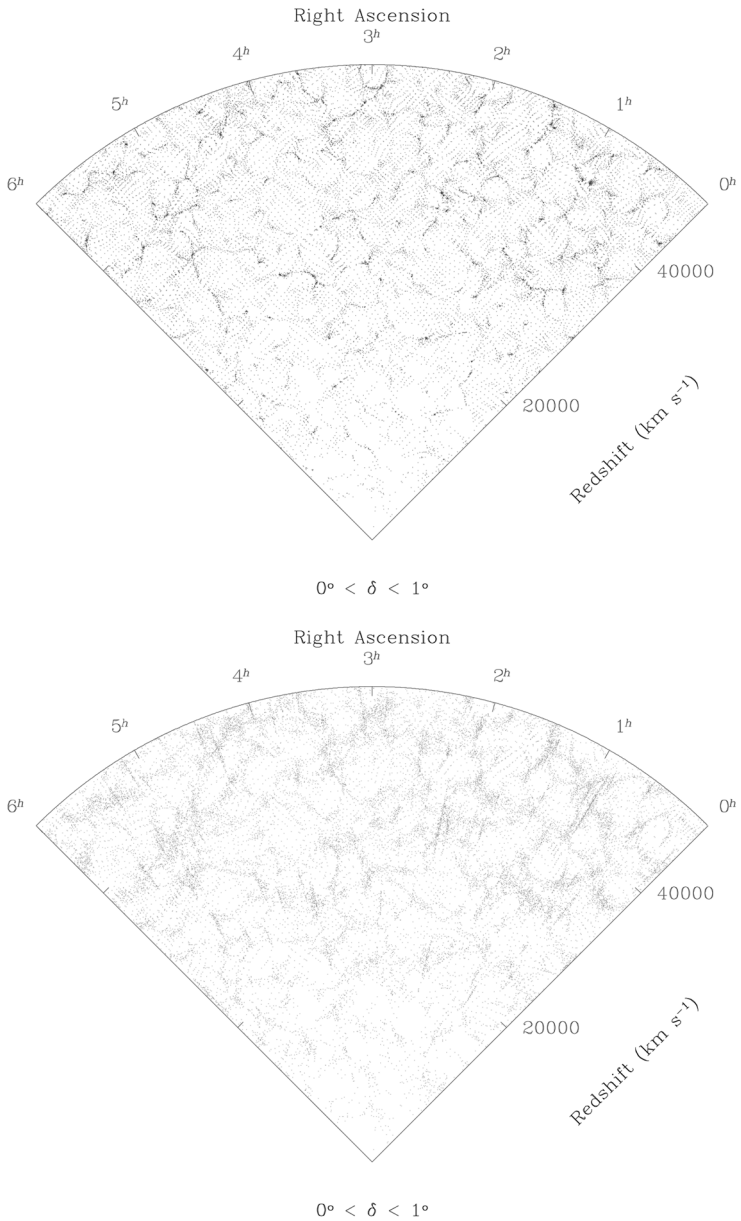 Right Ascension
3ʰ
4ʰ 2ʰ
5ʰ 1ʰ
6ʰ 0ʰ
40000
20000
Redshift (km s⁻¹)
0° < δ < 1°
Right Ascension
3ʰ
4ʰ 2ʰ
5ʰ 1ʰ
6ʰ 0ʰ
40000
20000
Redshift (km s⁻¹)
0° < δ < 1°